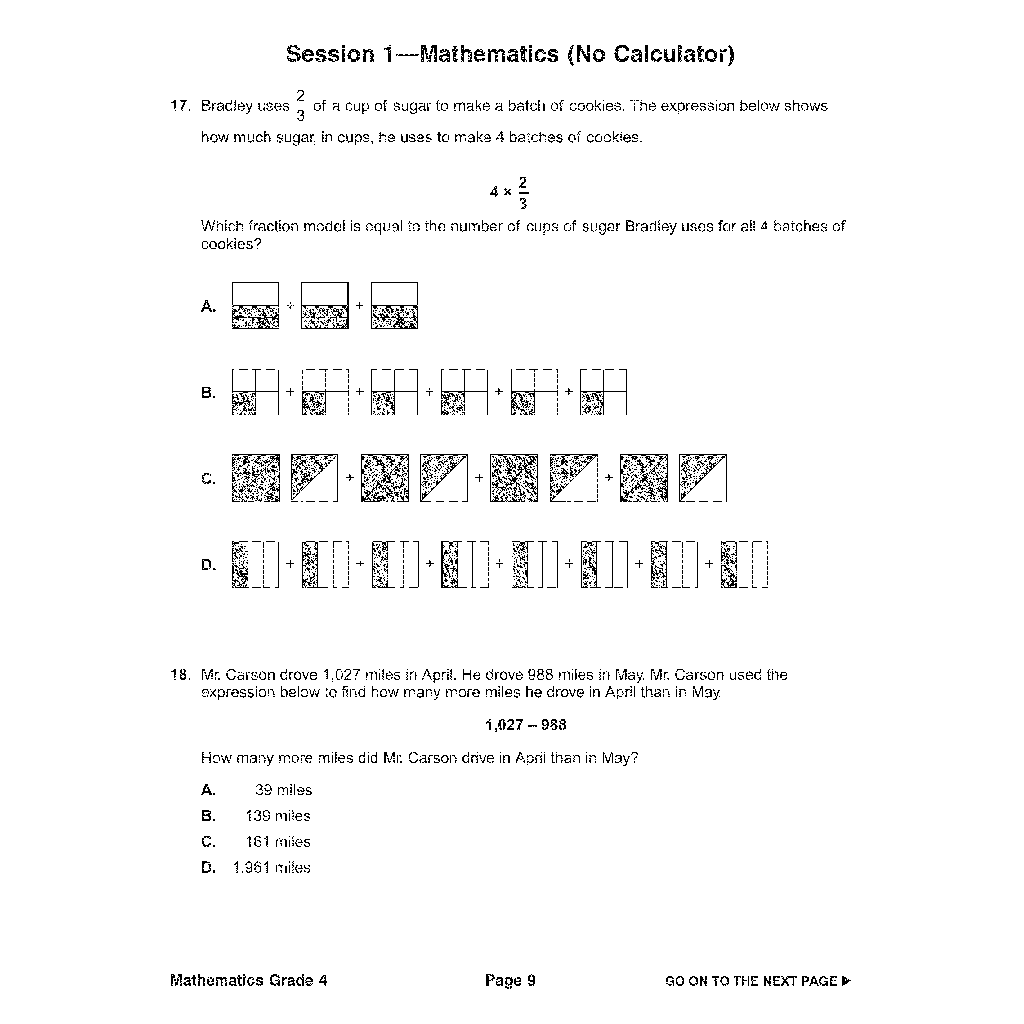 Session 1—Mathematics (No Calculator)
17. Bradley uses 2/3 of a cup of sugar to make a batch of cookies. The expression below shows
how much sugar, in cups, he uses to make 4 batches of cookies.
4 × 2/3
Which fraction model is equal to the number of cups of sugar Bradley uses for all 4 batches of
cookies?
A. + +
B. + + + + +
C. + + +
D. + + + + + + +
18. Mr. Carson drove 1,027 miles in April. He drove 988 miles in May. Mr. Carson used the
expression below to find how many more miles he drove in April than in May.
1,027 – 988
How many more miles did Mr. Carson drive in April than in May?
A. 39 miles
B. 139 miles
C. 161 miles
D. 1,961 miles
Mathematics Grade 4 Page 9 GO ON TO THE NEXT PAGE ►